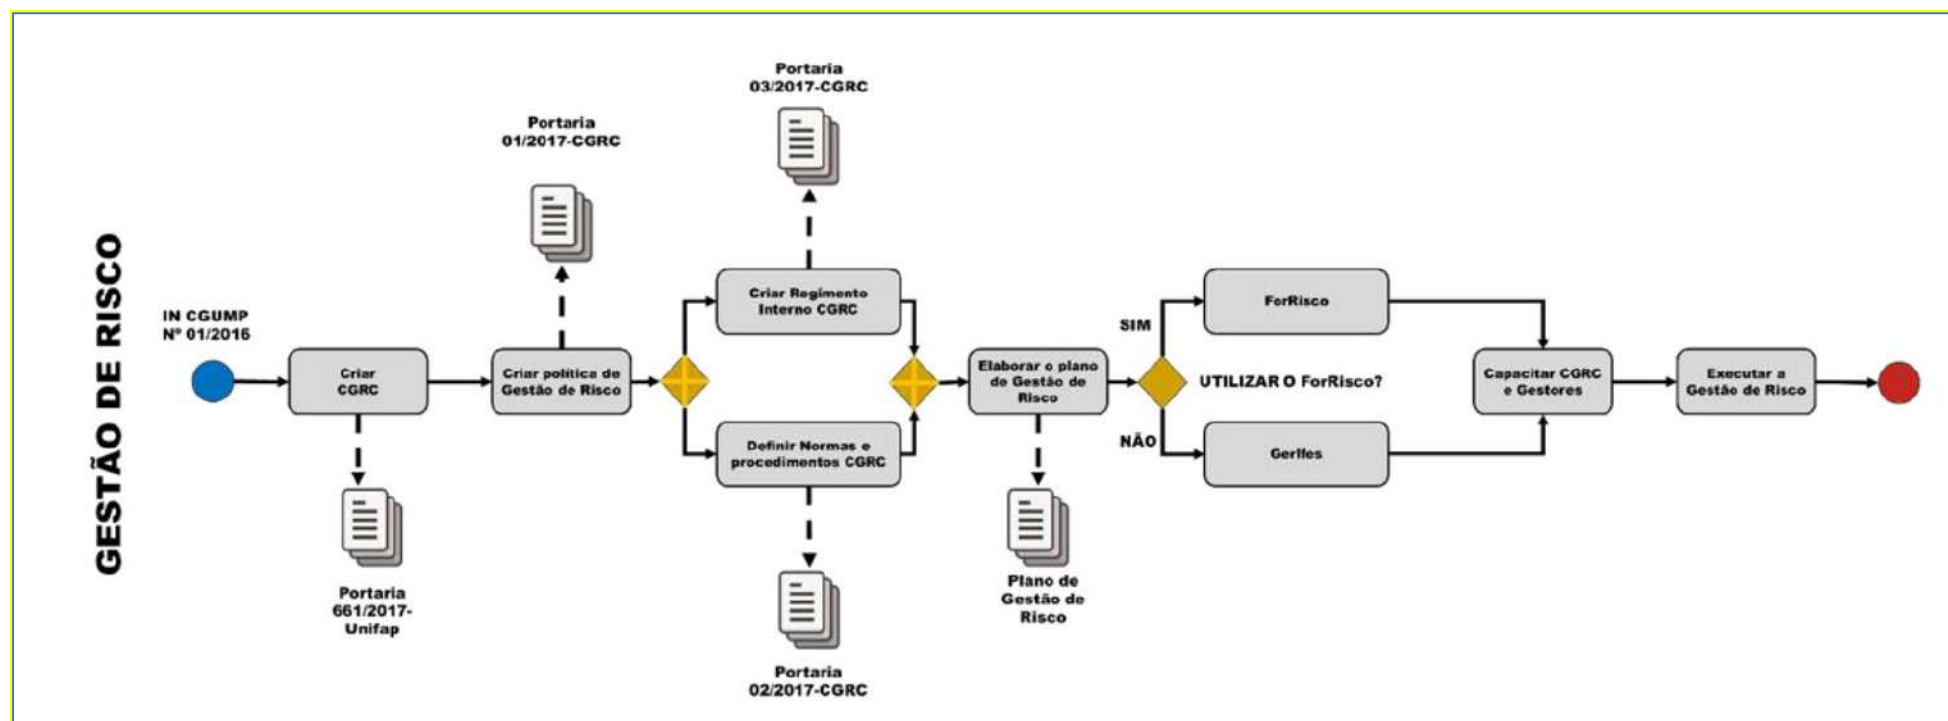 GESTÃO DE RISCO
IN CGUMP
Nº 01/2016
Criar
CGRC
Portaria
661/2017-
Unifap
Portaria
01/2017-CGRC
Criar política de
Gestão de Risco
Portaria
03/2017-CGRC
Criar Regimento
Interno CGRC
Definir Normas e
procedimentos CGRC
Portaria
02/2017-CGRC
Elaborar o plano
de Gestão de
Risco
Plano de
Gestão de
Risco
SIM
UTILIZAR O ForRisco?
NÃO
ForRisco
GerIfes
Capacitar CGRC
e Gestores
Executar a
Gestão de Risco